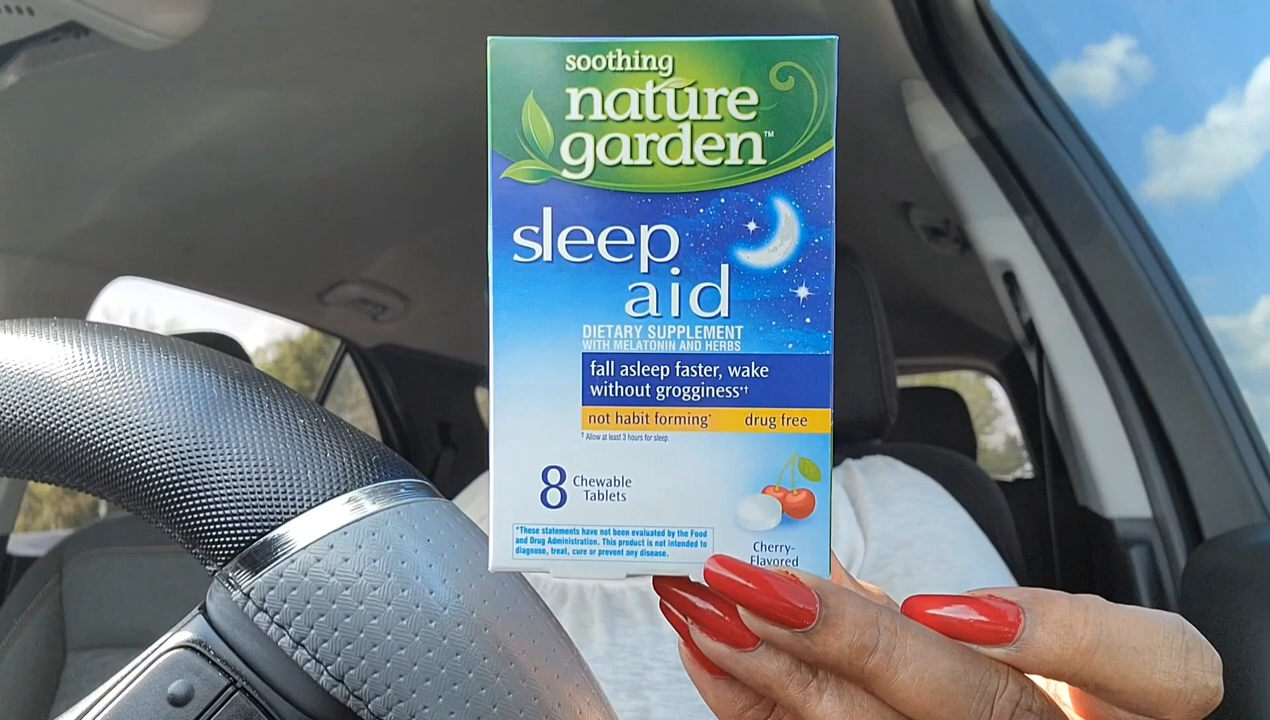 soothing
nature
garden™
sleep
aid
DIETARY SUPPLEMENT
WITH MELATONIN AND HERBS
fall asleep faster, wake
without grogginess*†
not habit forming* drug free
† Allow at least 3 hours for sleep.
8 Chewable
Tablets
*These statements have not been evaluated by the Food
and Drug Administration. This product is not intended to
diagnose, treat, cure or prevent any disease.
Cherry-
Flavored